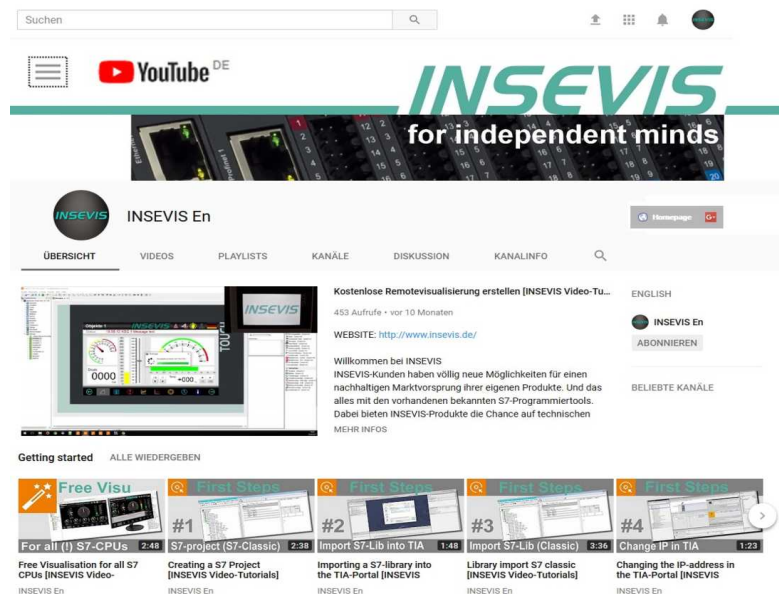 Suchen
YouTube DE
INSEVIS
for independent minds
INSEVIS
INSEVIS En
Homepage G+
ÜBERSICHT VIDEOS PLAYLISTS KANÄLE DISKUSSION KANALINFO
Kostenlose Remotevisualisierung erstellen [INSEVIS Video-Tu...
453 Aufrufe • vor 10 Monaten
WEBSITE: http://www.insevis.de/
Willkommen bei INSEVIS
INSEVIS-Kunden haben völlig neue Möglichkeiten für einen
nachhaltigen Marktvorsprung ihrer eigenen Produkte. Und das
alles mit den vorhandenen bekannten S7-Programmiertools.
Dabei bieten INSEVIS-Produkte die Chance auf technischen
MEHR INFOS
INSEVIS
TOUCH
0000
ENGLISH
INSEVIS En
ABONNIEREN
BELIEBTE KANÄLE
Getting started ALLE WIEDERGEBEN
Free Visu
For all (!) S7-CPUs 2:48
Free Visualisation for all S7
CPUs [INSEVIS Video-
INSEVIS En
First Steps
#1
S7-project (S7-Classic) 2:38
Creating a S7 Project
[INSEVIS Video-Tutorials]
INSEVIS En
First Steps
#2
Import S7-Lib into TIA 1:48
Importing a S7-library into
the TIA-Portal [INSEVIS
INSEVIS En
First Steps
#3
Import S7-Lib (Classic) 3:36
Library import S7 classic
[INSEVIS Video-Tutorials]
INSEVIS En
First Steps
#4
Change IP in TIA 1:23
Changing the IP-address in
the TIA-Portal [INSEVIS
INSEVIS En